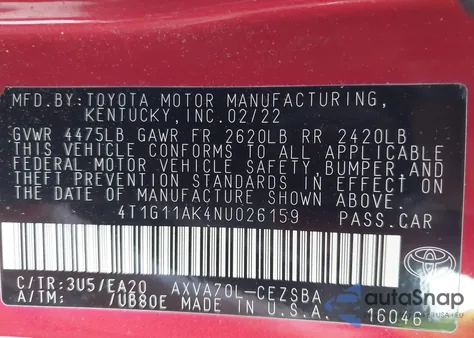 MFD.BY:TOYOTA MOTOR MANUFACTURING,
KENTUCKY,INC.02/22
GVWR 4475LB GAWR FR 2620LB RR 2420LB
THIS VEHICLE CONFORMS TO ALL APPLICABLE
FEDERAL MOTOR VEHICLE SAFETY,BUMPER,AND
THEFT PREVENTION STANDARDS IN EFFECT ON
THE DATE OF MANUFACTURE SHOWN ABOVE.
4T1G11AK4NU026159 PASS.CAR
C/TR:3U5/EA20 AXVA70L-CEZSBA
A/TM: /UB80E MADE IN U.S.A. 16046
TOYOTA
autoSnap